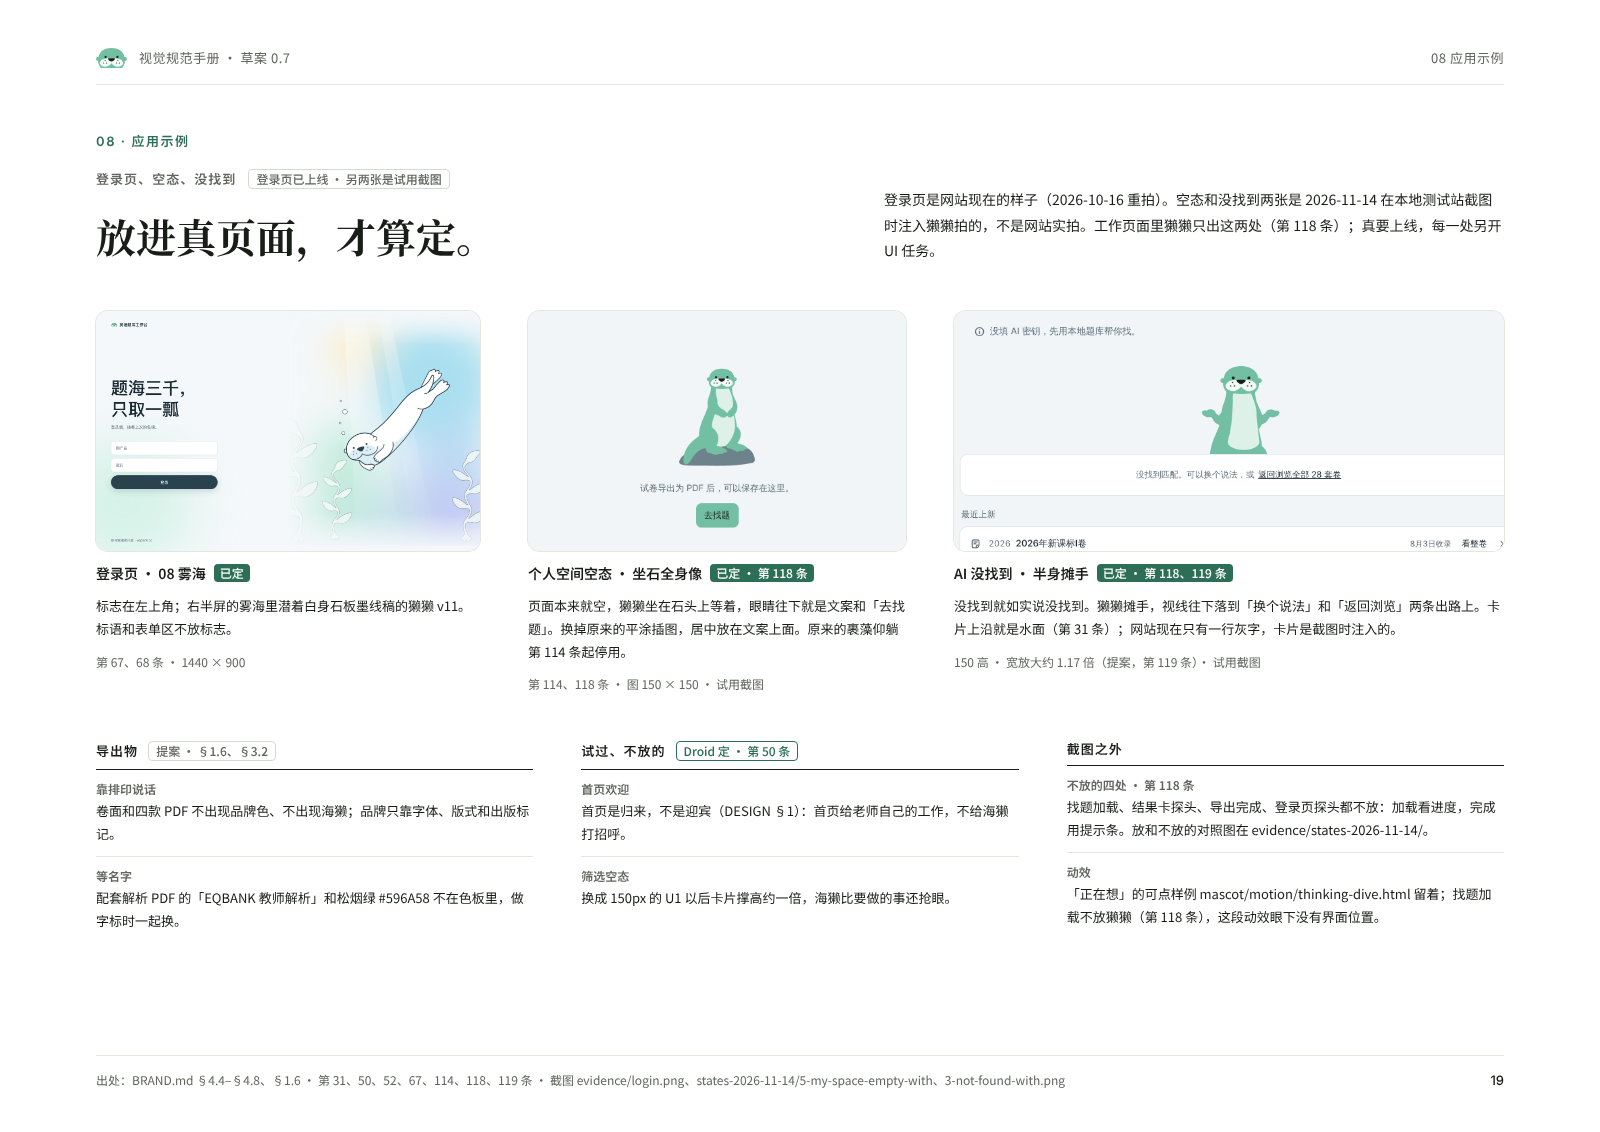 视觉规范手册 · 草案 0.7
08 应用示例
08 · 应用示例
登录页、空态、没找到 登录页已上线 · 另两张是试用截图
放进真页面，才算定。
登录页是网站现在的样子（2026-10-16 重拍）。空态和没找到两张是 2026-11-14 在本地测试站截图
时注入獭獭拍的，不是网站实拍。工作页面里獭獭只出这两处（第 118 条）；真要上线，每一处另开
UI 任务。
题海三千，
只取一瓢
登录
试卷导出为 PDF 后，可以保存在这里。
去找题
没填 AI 密钥，先用本地题库帮你找。
没找到匹配。可以换个说法，或 返回浏览全部 28 套卷
最近上新
2026 2026年新课标I卷 8月3日收录 看整卷 ›
登录页 · 08 雾海 已定
标志在左上角；右半屏的雾海里潜着白身石板墨线稿的獭獭 v11。
标语和表单区不放标志。
第 67、68 条 · 1440 × 900
个人空间空态 · 坐石全身像 已定 · 第 118 条
页面本来就空，獭獭坐在石头上等着，眼睛往下就是文案和「去找
题」。换掉原来的平涂插图，居中放在文案上面。原来的裹藻仰躺
第 114 条起停用。
第 114、118 条 · 图 150 × 150 · 试用截图
AI 没找到 · 半身摊手 已定 · 第 118、119 条
没找到就如实说没找到。獭獭摊手，视线往下落到「换个说法」和「返回浏览」两条出路上。卡
片上沿就是水面（第 31 条）；网站现在只有一行灰字，卡片是截图时注入的。
150 高 · 宽放大约 1.17 倍（提案，第 119 条）· 试用截图
导出物 提案 · §1.6、§3.2
靠排印说话
卷面和四款 PDF 不出现品牌色、不出现海獭；品牌只靠字体、版式和出版标
记。
等名字
配套解析 PDF 的「EQBANK 教师解析」和松烟绿 #596A58 不在色板里，做
字标时一起换。
试过、不放的 Droid 定 · 第 50 条
首页欢迎
首页是归来，不是迎宾（DESIGN §1）：首页给老师自己的工作，不给海獭
打招呼。
筛选空态
换成 150px 的 U1 以后卡片撑高约一倍，海獭比要做的事还抢眼。
截图之外
不放的四处 · 第 118 条
找题加载、结果卡探头、导出完成、登录页探头都不放：加载看进度，完成
用提示条。放和不放的对照图在 evidence/states-2026-11-14/。
动效
「正在想」的可点样例 mascot/motion/thinking-dive.html 留着；找题加
载不放獭獭（第 118 条），这段动效眼下没有界面位置。
出处：BRAND.md §4.4–§4.8、§1.6 · 第 31、50、52、67、114、118、119 条 · 截图 evidence/login.png、states-2026-11-14/5-my-space-empty-with、3-not-found-with.png
19